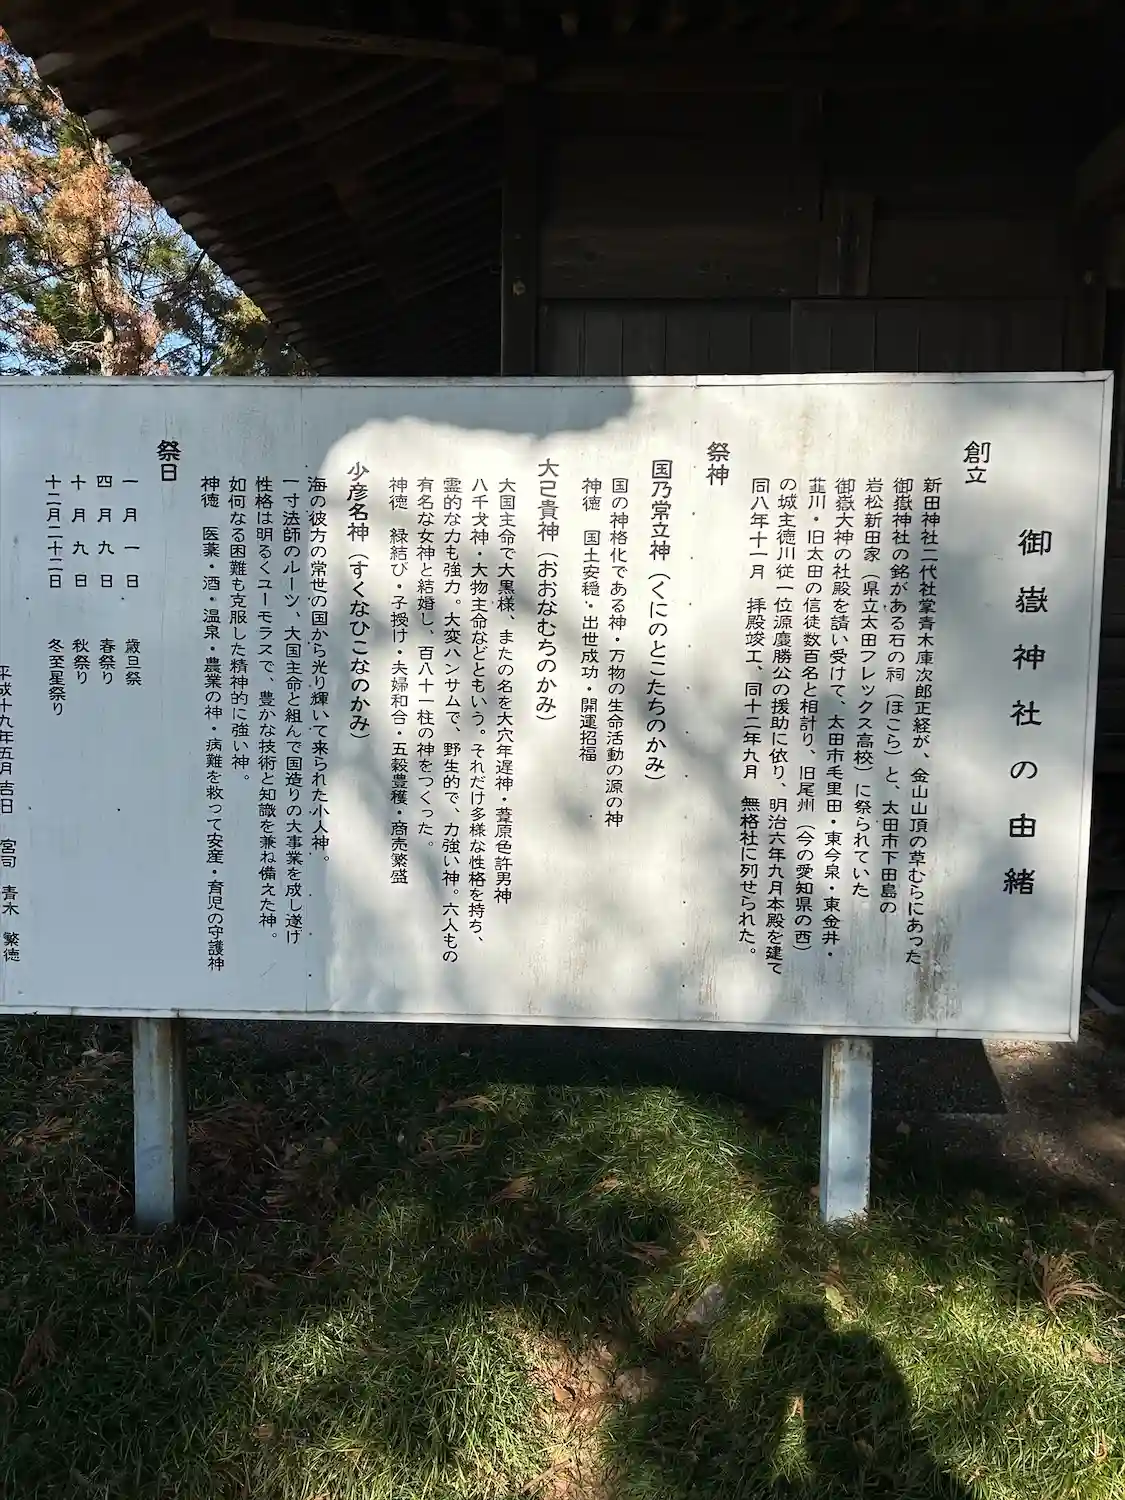 御嶽神社の由緒
創立
新田神社二代社掌青木庫次郎正経が、金山山頂の草むらにあった
御嶽神社の銘がある石の祠（ほこら）と、太田市下田島の
岩松新田家（県立太田フレックス高校）に祭られていた
御嶽大神の社殿を請い受けて、太田市毛里田・東今泉・東金井・
韮川・旧太田の信徒数百名と相計り、旧尾州（今の愛知県の西）
の城主徳川従一位源慶勝公の援助に依り、明治六年九月本殿を建て
同八年十一月　拝殿竣工、同十二年九月　無格社に列せられた。
祭神
国乃常立神（くにのとこたちのかみ）
国の神格化である神・万物の生命活動の源の神
神徳　国土安穏・出世成功・開運招福
大己貴神（おおなむちのかみ）
大国主命で大黒様、またの名を大穴牟遅神・葦原色許男神
八千戈神・大物主命などともいう。それだけ多様な性格を持ち、
霊的な力も強力。大変ハンサムで、野生的で、力強い神。六人もの
有名な女神と結婚し、百八十一柱の神をつくった。
神徳　縁結び・子授け・夫婦和合・五穀豊穣・商売繁盛
少彦名神（すくなひこなのかみ）
海の彼方の常世の国から光り輝いて来られた小人神。
一寸法師のルーツ、大国主命と組んで国造りの大事業を成し遂げ
性格は明るくユーモラスで、豊かな技術と知識を兼ね備えた神。
如何なる困難も克服した精神的に強い神。
神徳　医薬・酒・温泉・農業の神・病難を救って安産・育児の守護神
祭日
一月一日　歳旦祭
四月九日　春祭り
十月九日　秋祭り
十二月二十二日　冬至星祭り
平成十九年五月吉日　宮司　青木　繁徳